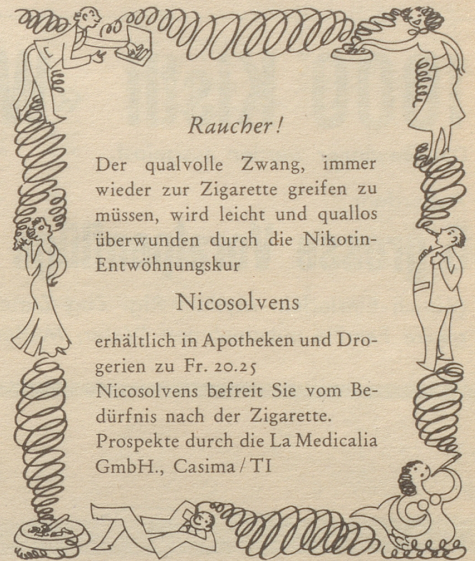 Raucher!
Der qualvolle Zwang, immer
wieder zur Zigarette greifen zu
müssen, wird leicht und quallos
überwunden durch die Nikotin-
Entwöhnungskur
Nicosolvens
erhältlich in Apotheken und Dro-
gerien zu Fr. 20.25
Nicosolvens befreit Sie vom Be-
dürfnis nach der Zigarette.
Prospekte durch die La Medicalia
GmbH., Casima/TI